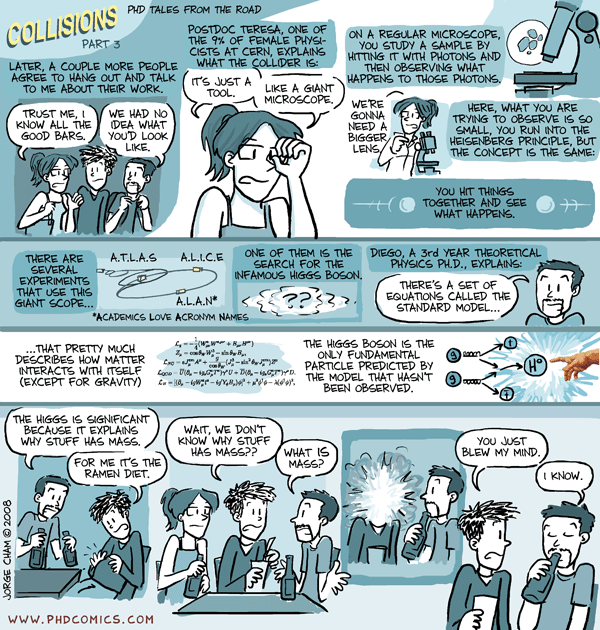 COLLISIONS
PHD TALES FROM THE ROAD
PART 3
LATER, A COUPLE MORE PEOPLE
AGREE TO HANG OUT AND TALK
TO ME ABOUT THEIR WORK.
TRUST ME, I
KNOW ALL THE
GOOD BARS.
WE HAD NO
IDEA WHAT
YOU'D LOOK
LIKE.
POSTDOC TERESA, ONE OF
THE 9% OF FEMALE PHYSI-
CISTS AT CERN, EXPLAINS
WHAT THE COLLIDER IS:
IT'S JUST A
TOOL.
LIKE A GIANT
MICROSCOPE.
ON A REGULAR MICROSCOPE,
YOU STUDY A SAMPLE BY
HITTING IT WITH PHOTONS AND
THEN OBSERVING WHAT
HAPPENS TO THOSE PHOTONS.
WE'RE
GONNA
NEED A
BIGGER
LENS.
HERE, WHAT YOU ARE
TRYING TO OBSERVE IS SO
SMALL, YOU RUN INTO THE
HEISENBERG PRINCIPLE, BUT
THE CONCEPT IS THE SAME:
YOU HIT THINGS
TOGETHER AND SEE
WHAT HAPPENS.
THERE ARE
SEVERAL
EXPERIMENTS
THAT USE THIS
GIANT SCOPE...
A.T.L.A.S
A.L.I.C.E
A.L.A.N*
*ACADEMICS LOVE ACRONYM NAMES
ONE OF THEM IS THE
SEARCH FOR THE
INFAMOUS HIGGS BOSON.
??
DIEGO, A 3rd YEAR THEORETICAL
PHYSICS PH.D., EXPLAINS:
THERE'S A SET OF
EQUATIONS CALLED THE
STANDARD MODEL...
...THAT PRETTY MUCH
DESCRIBES HOW MATTER
INTERACTS WITH ITSELF
(EXCEPT FOR GRAVITY)
THE HIGGS BOSON IS THE
ONLY FUNDAMENTAL
PARTICLE PREDICTED BY
THE MODEL THAT HASN'T
BEEN OBSERVED.
g
t
H⁰
g
t̄
THE HIGGS IS SIGNIFICANT
BECAUSE IT EXPLAINS
WHY STUFF HAS MASS.
FOR ME IT'S THE
RAMEN DIET.
WAIT, WE DON'T
KNOW WHY STUFF
HAS MASS??
WHAT IS
MASS?
YOU JUST
BLEW MY MIND.
I KNOW.
JORGE CHAM © 2008
WWW.PHDCOMICS.COM